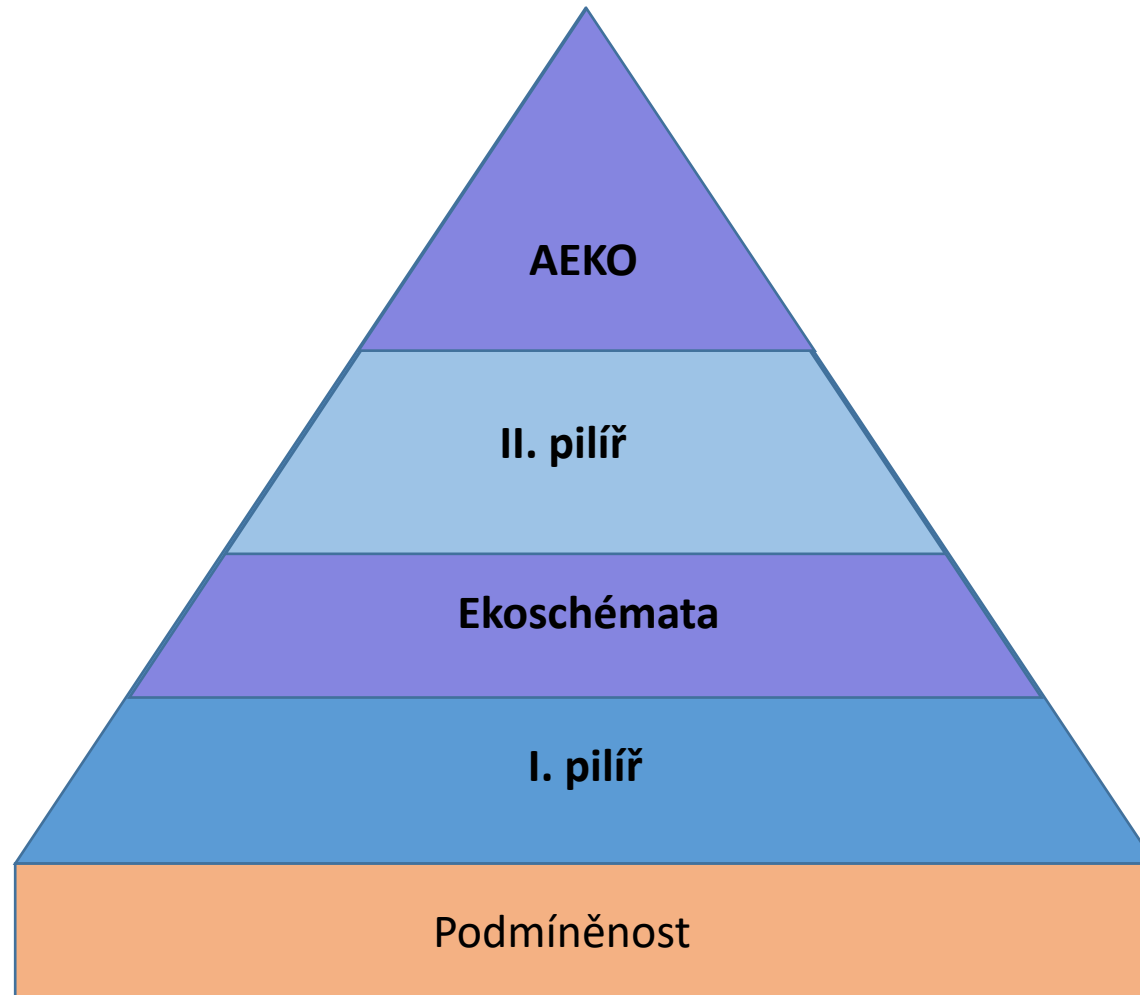 AEKO
II. pilíř
Ekoschémata
I. pilíř
Podmíněnost